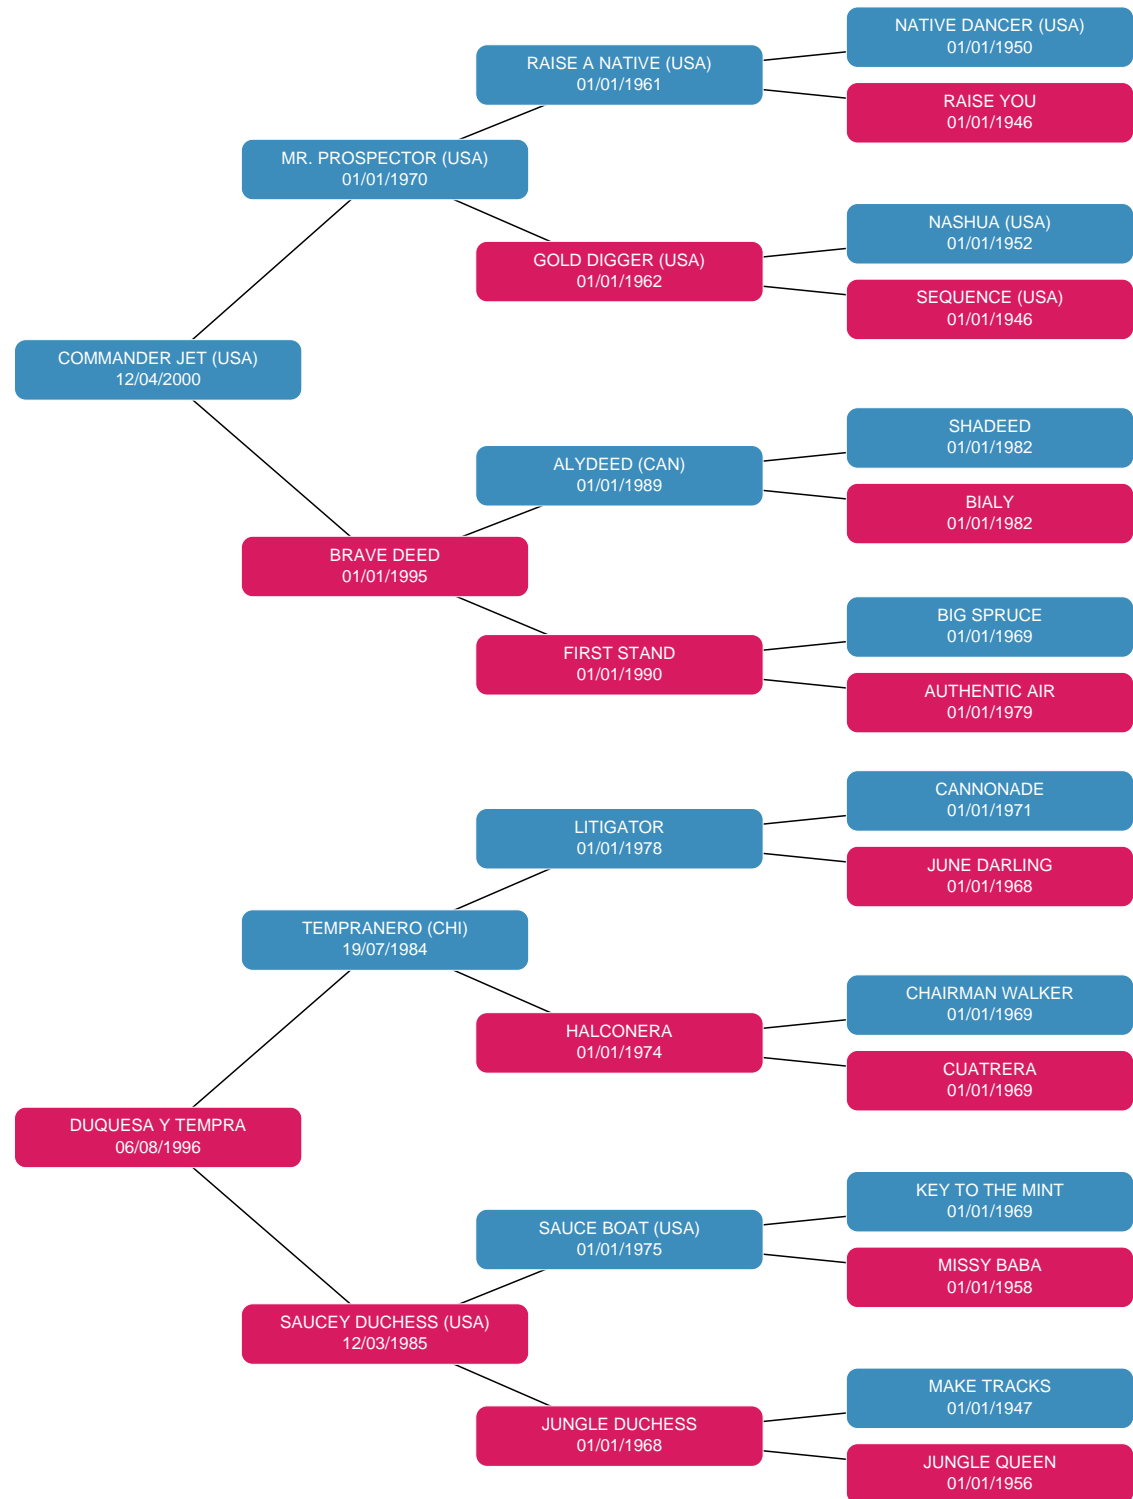 NATIVE DANCER (USA)
01/01/1950
RAISE A NATIVE (USA)
01/01/1961
RAISE YOU
01/01/1946
MR. PROSPECTOR (USA)
01/01/1970
NASHUA (USA)
01/01/1952
GOLD DIGGER (USA)
01/01/1962
SEQUENCE (USA)
01/01/1946
COMMANDER JET (USA)
12/04/2000
SHADEED
01/01/1982
ALYDEED (CAN)
01/01/1989
BIALY
01/01/1982
BRAVE DEED
01/01/1995
BIG SPRUCE
01/01/1969
FIRST STAND
01/01/1990
AUTHENTIC AIR
01/01/1979
CANNONADE
01/01/1971
LITIGATOR
01/01/1978
JUNE DARLING
01/01/1968
TEMPRANERO (CHI)
19/07/1984
CHAIRMAN WALKER
01/01/1969
HALCONERA
01/01/1974
CUATRERA
01/01/1969
DUQUESA Y TEMPRA
06/08/1996
KEY TO THE MINT
01/01/1969
SAUCE BOAT (USA)
01/01/1975
MISSY BABA
01/01/1958
SAUCEY DUCHESS (USA)
12/03/1985
MAKE TRACKS
01/01/1947
JUNGLE DUCHESS
01/01/1968
JUNGLE QUEEN
01/01/1956